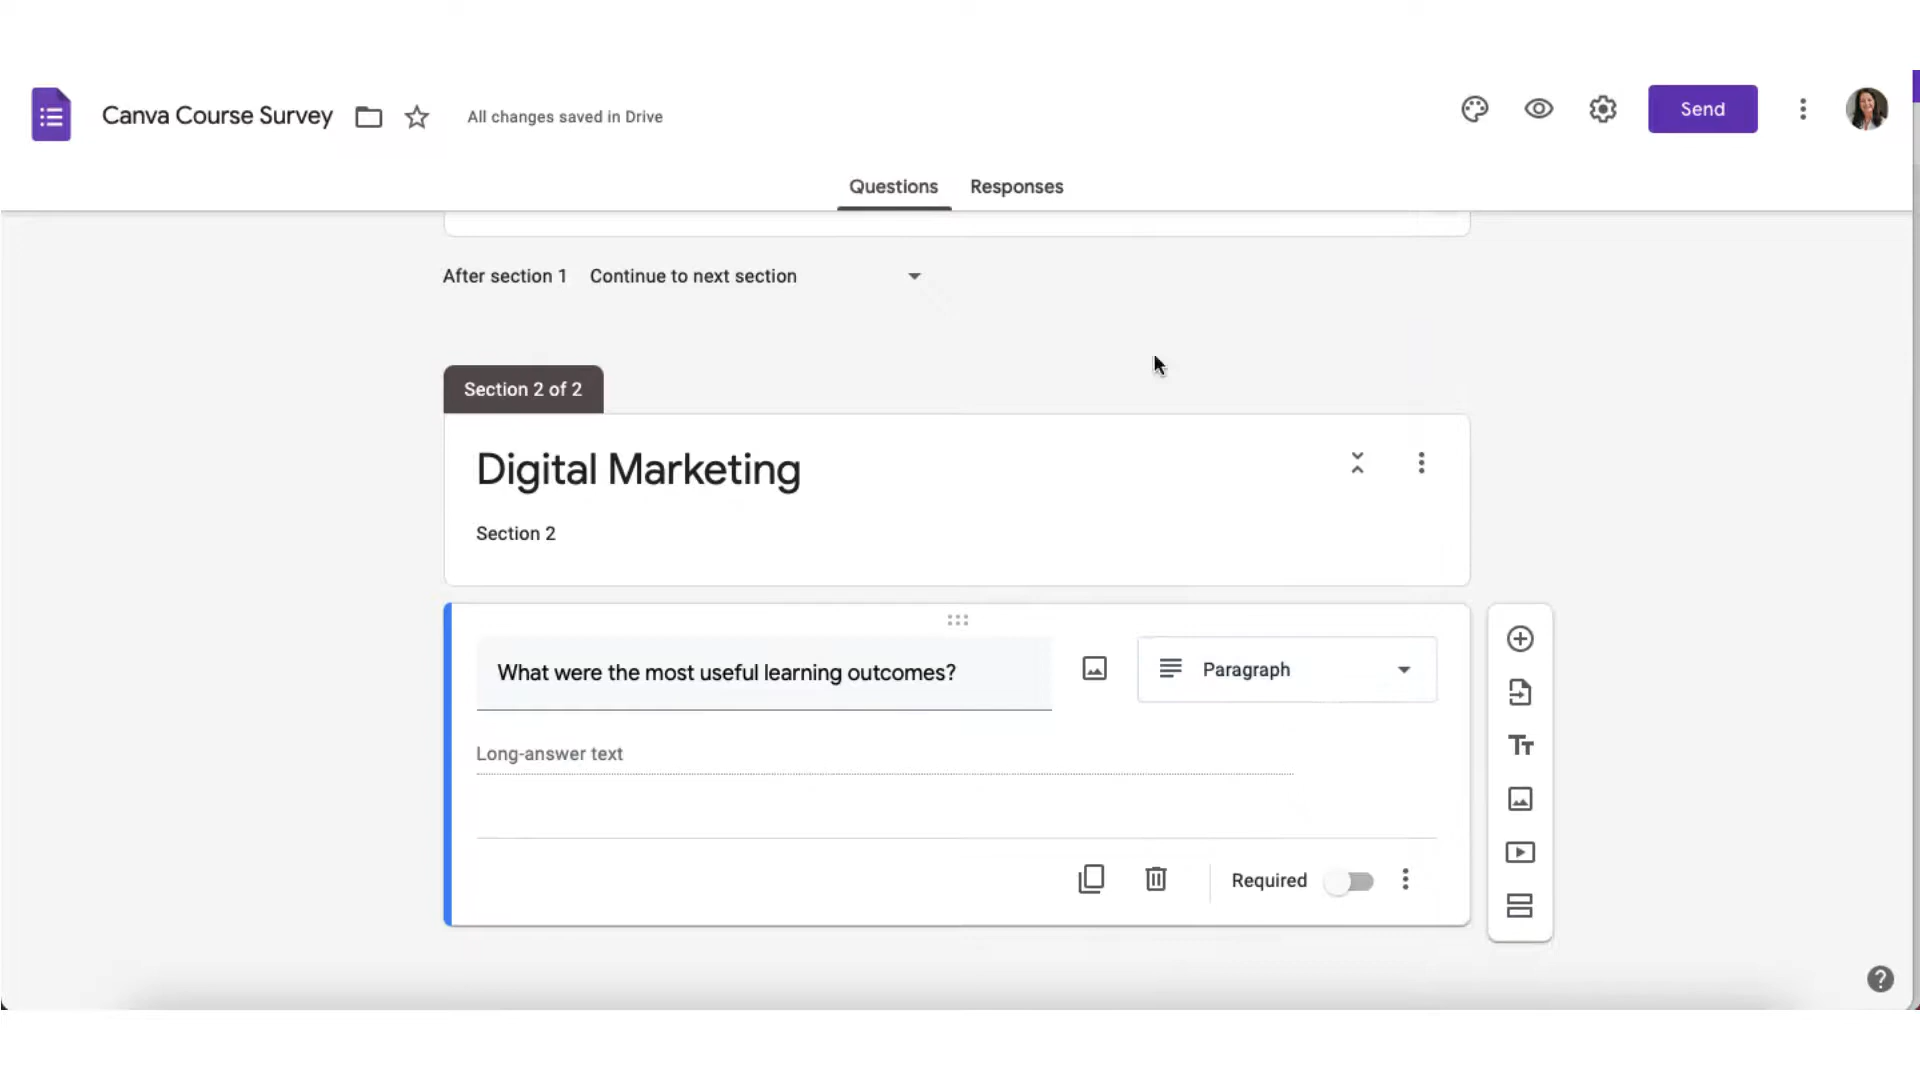 Canva Course Survey
All changes saved in Drive
Send
Questions
Responses
After section 1
Continue to next section
Section 2 of 2
Digital Marketing
Section 2
What were the most useful learning outcomes?
Paragraph
Long-answer text
Required